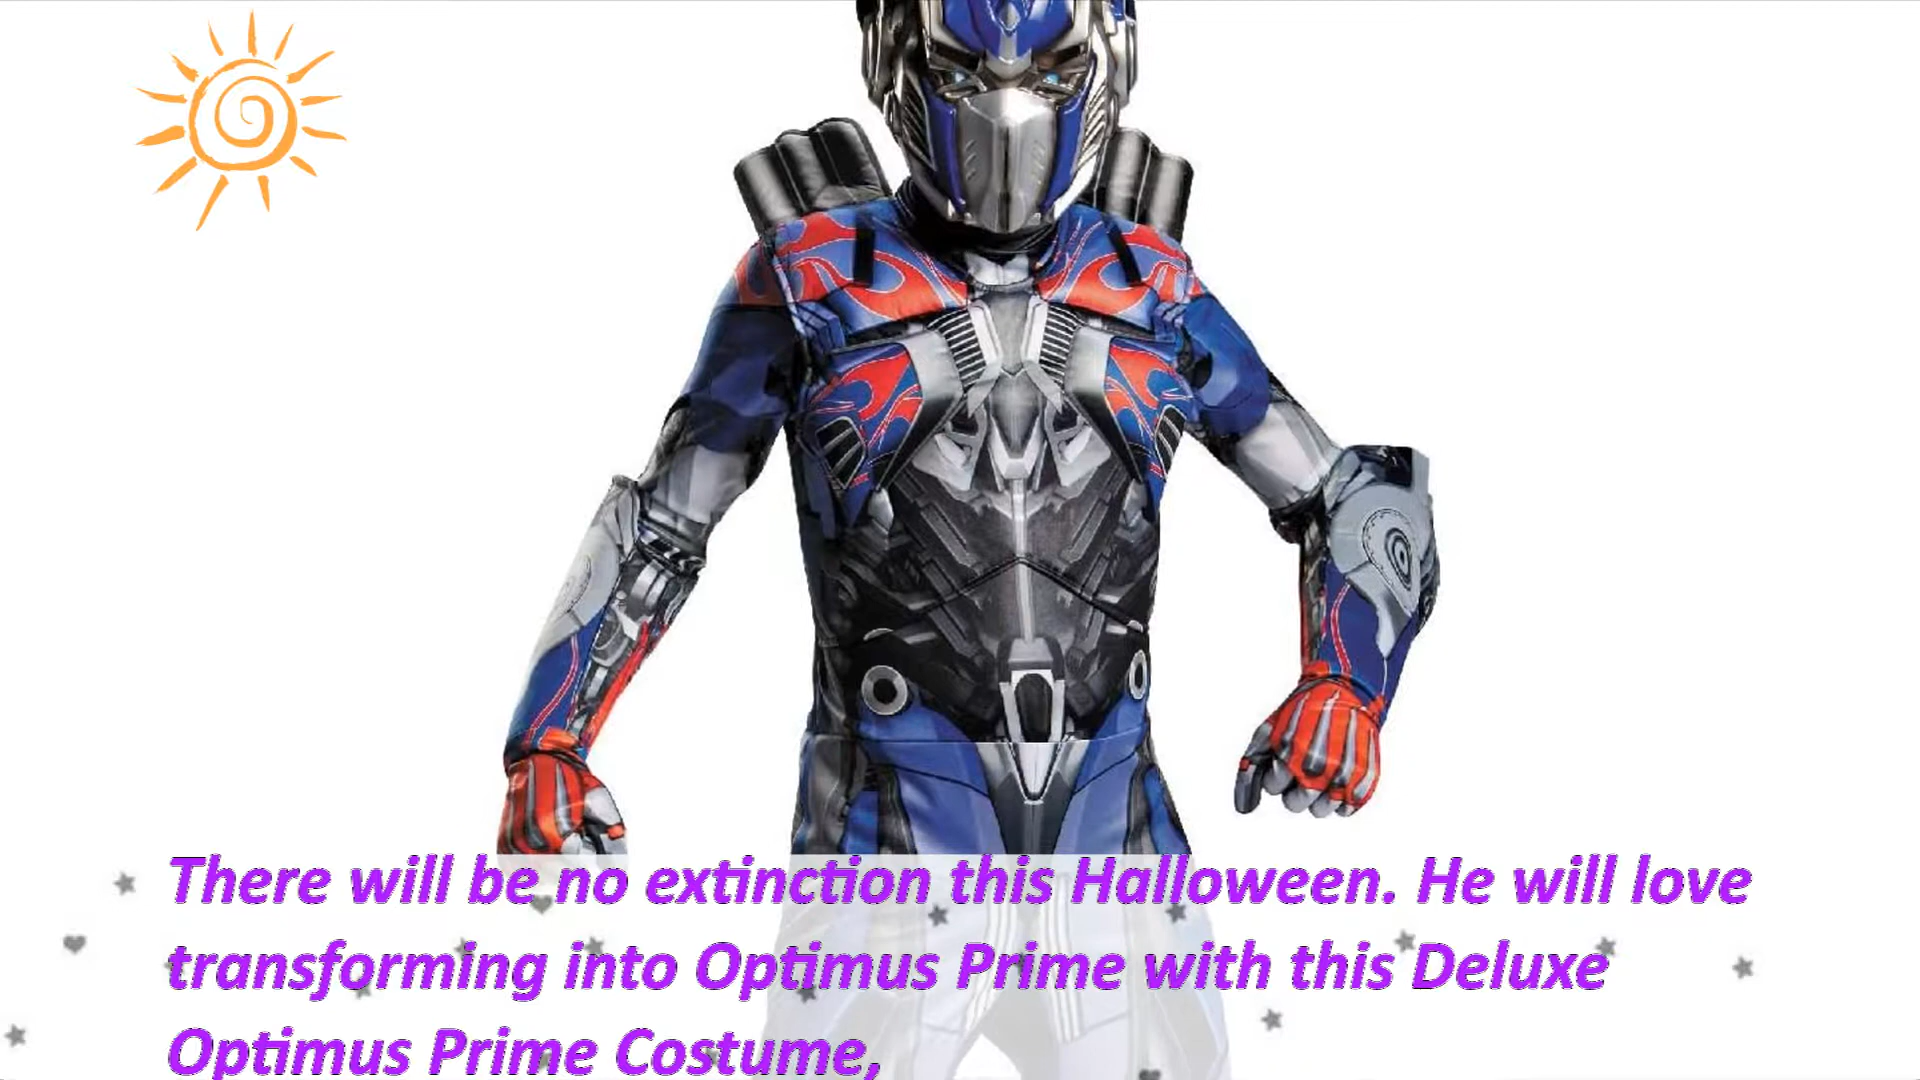 There will be no extinction this Halloween. He will love
transforming into Optimus Prime with this Deluxe
Optimus Prime Costume,